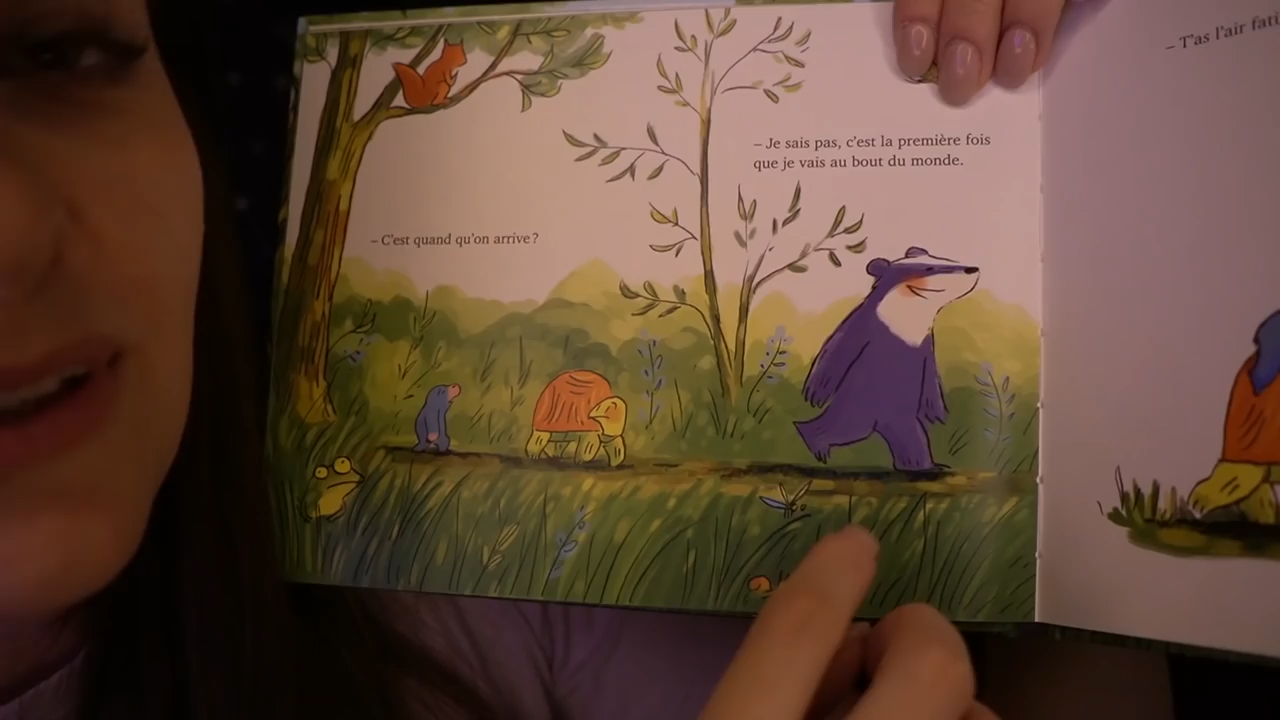 – C'est quand qu'on arrive ?
– Je sais pas, c'est la première fois
que je vais au bout du monde.
– T'as l'air